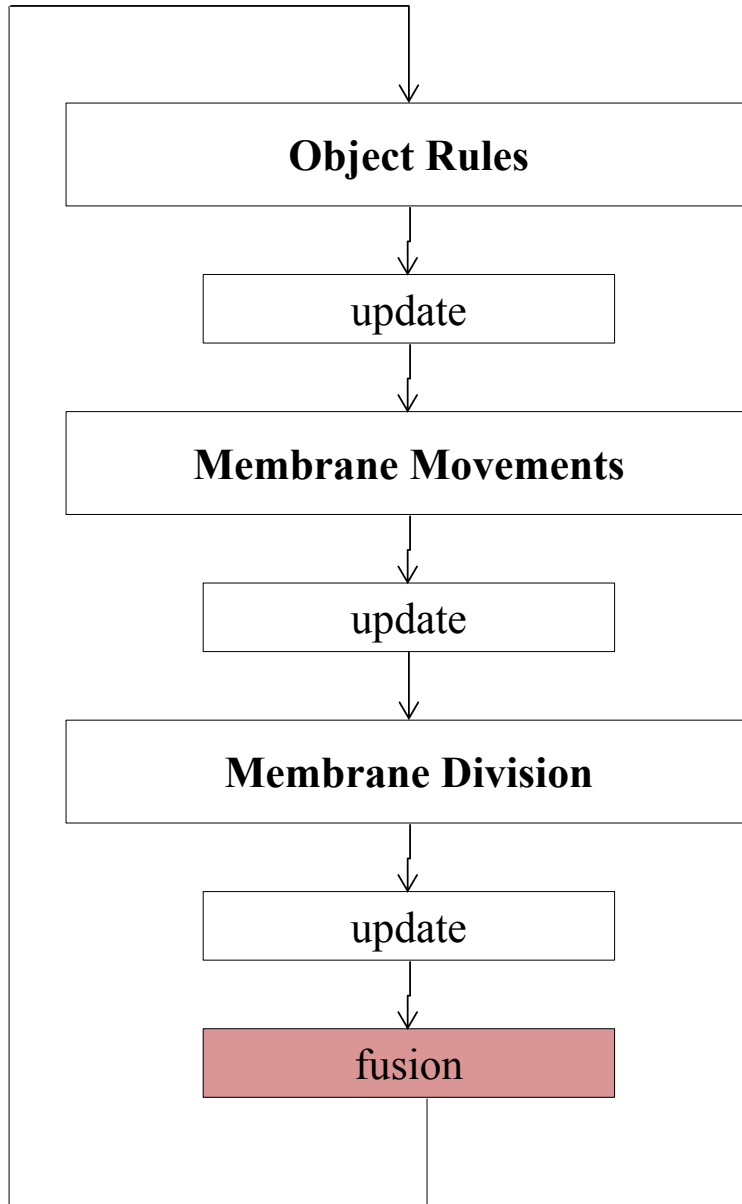 Object Rules
update
Membrane Movements
update
Membrane Division
update
fusion